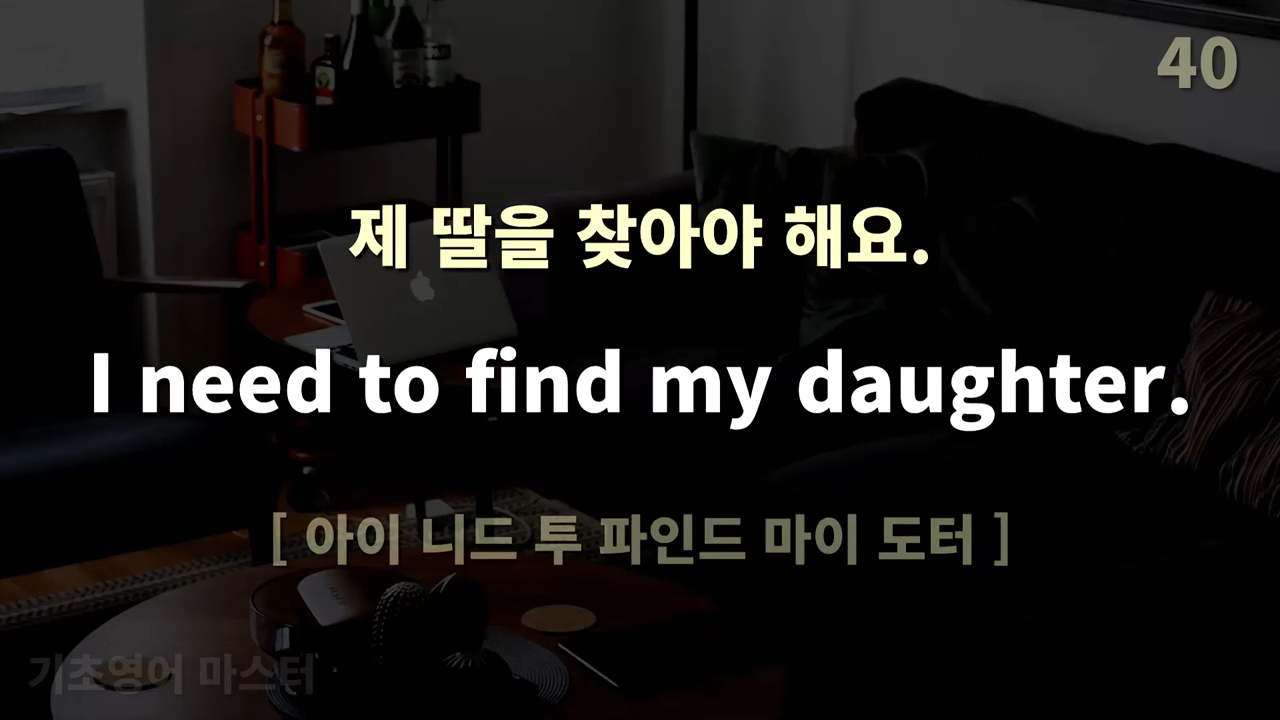 40
제 딸을 찾아야 해요.
I need to find my daughter.
[ 아이 니드 투 파인드 마이 도터 ]
기초영어 마스터